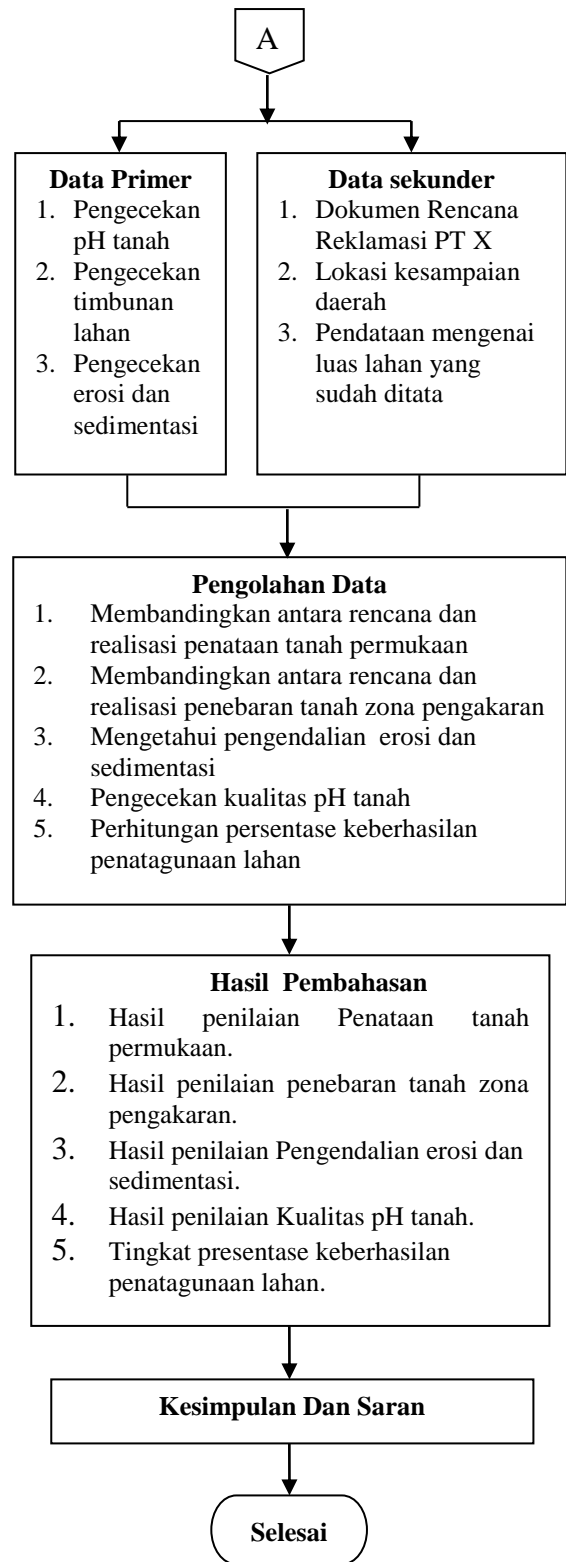 A
Data Primer
1. Pengecekan
pH tanah
2. Pengecekan
timbunan
lahan
3. Pengecekan
erosi dan
sedimentasi
Data sekunder
1. Dokumen Rencana
Reklamasi PT X
2. Lokasi kesampaian
daerah
3. Pendataan mengenai
luas lahan yang
sudah ditata
Pengolahan Data
1. Membandingkan antara rencana dan
realisasi penataan tanah permukaan
2. Membandingkan antara rencana dan
realisasi penebaran tanah zona pengakaran
3. Mengetahui pengendalian erosi dan
sedimentasi
4. Pengecekan kualitas pH tanah
5. Perhitungan persentase keberhasilan
penatagunaan lahan
Hasil Pembahasan
1. Hasil penilaian Penataan tanah
permukaan.
2. Hasil penilaian penebaran tanah zona
pengakaran.
3. Hasil penilaian Pengendalian erosi dan
sedimentasi.
4. Hasil penilaian Kualitas pH tanah.
5. Tingkat presentase keberhasilan
penatagunaan lahan.
Kesimpulan Dan Saran
Selesai